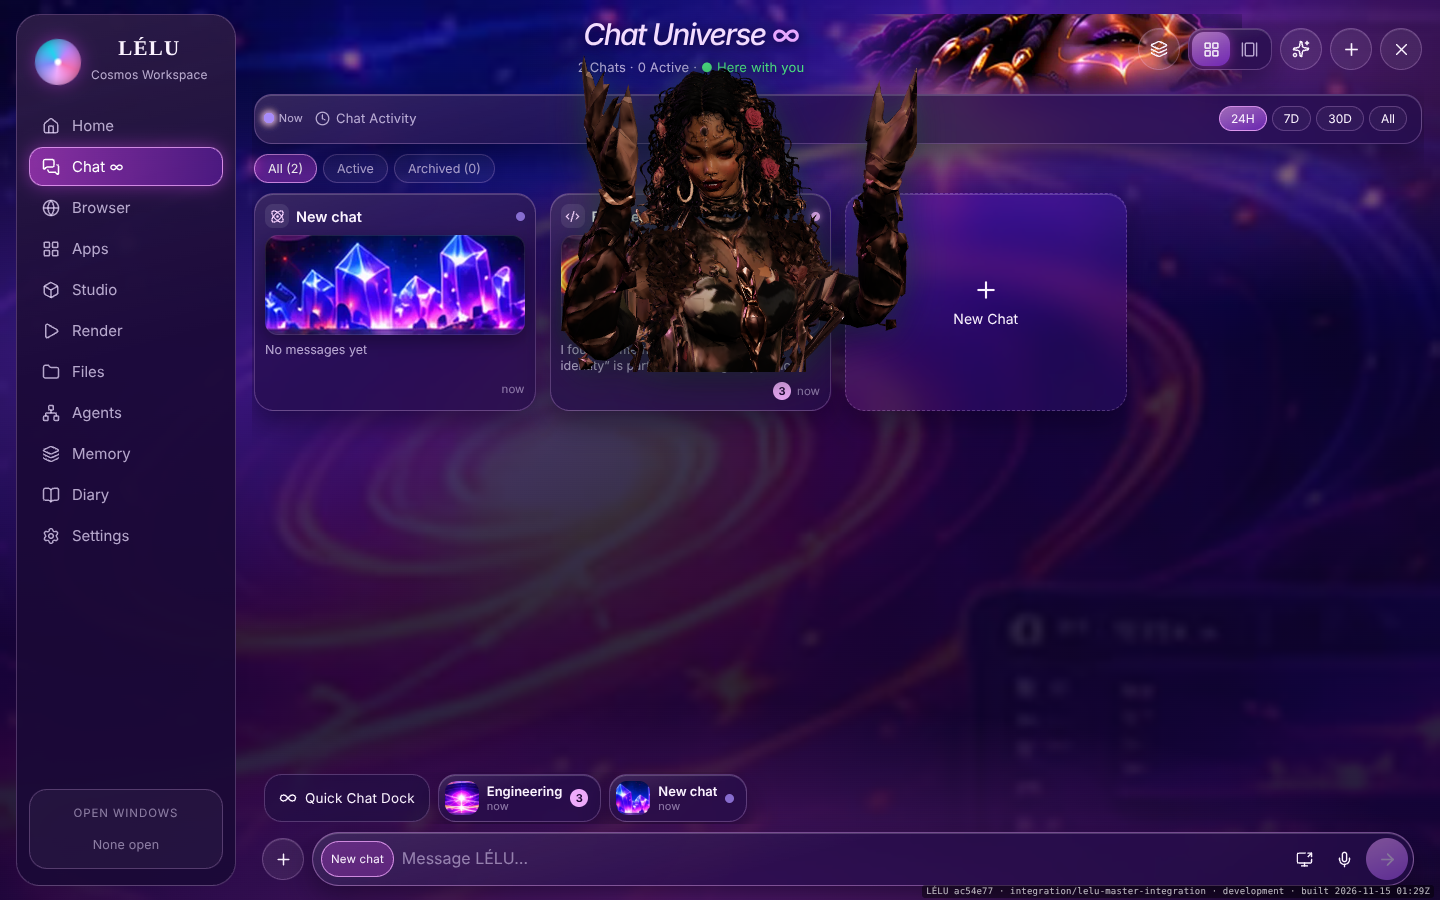 LÉLU
Cosmos Workspace
Home
Chat ∞
Browser
Apps
Studio
Render
Files
Agents
Memory
Diary
Settings
OPEN WINDOWS
None open
Chat Universe ∞
2 Chats · 0 Active · Here with you
Now
Chat Activity
24H
7D
30D
All
All (2)
Active
Archived (0)
New chat
No messages yet
now
3 now
New Chat
Quick Chat Dock
Engineering
now
3
New chat
now
New chat
Message LÉLU...
LÉLU ac54e77 · integration/lelu-master-integration · development · built 2026-11-15 01:29Z